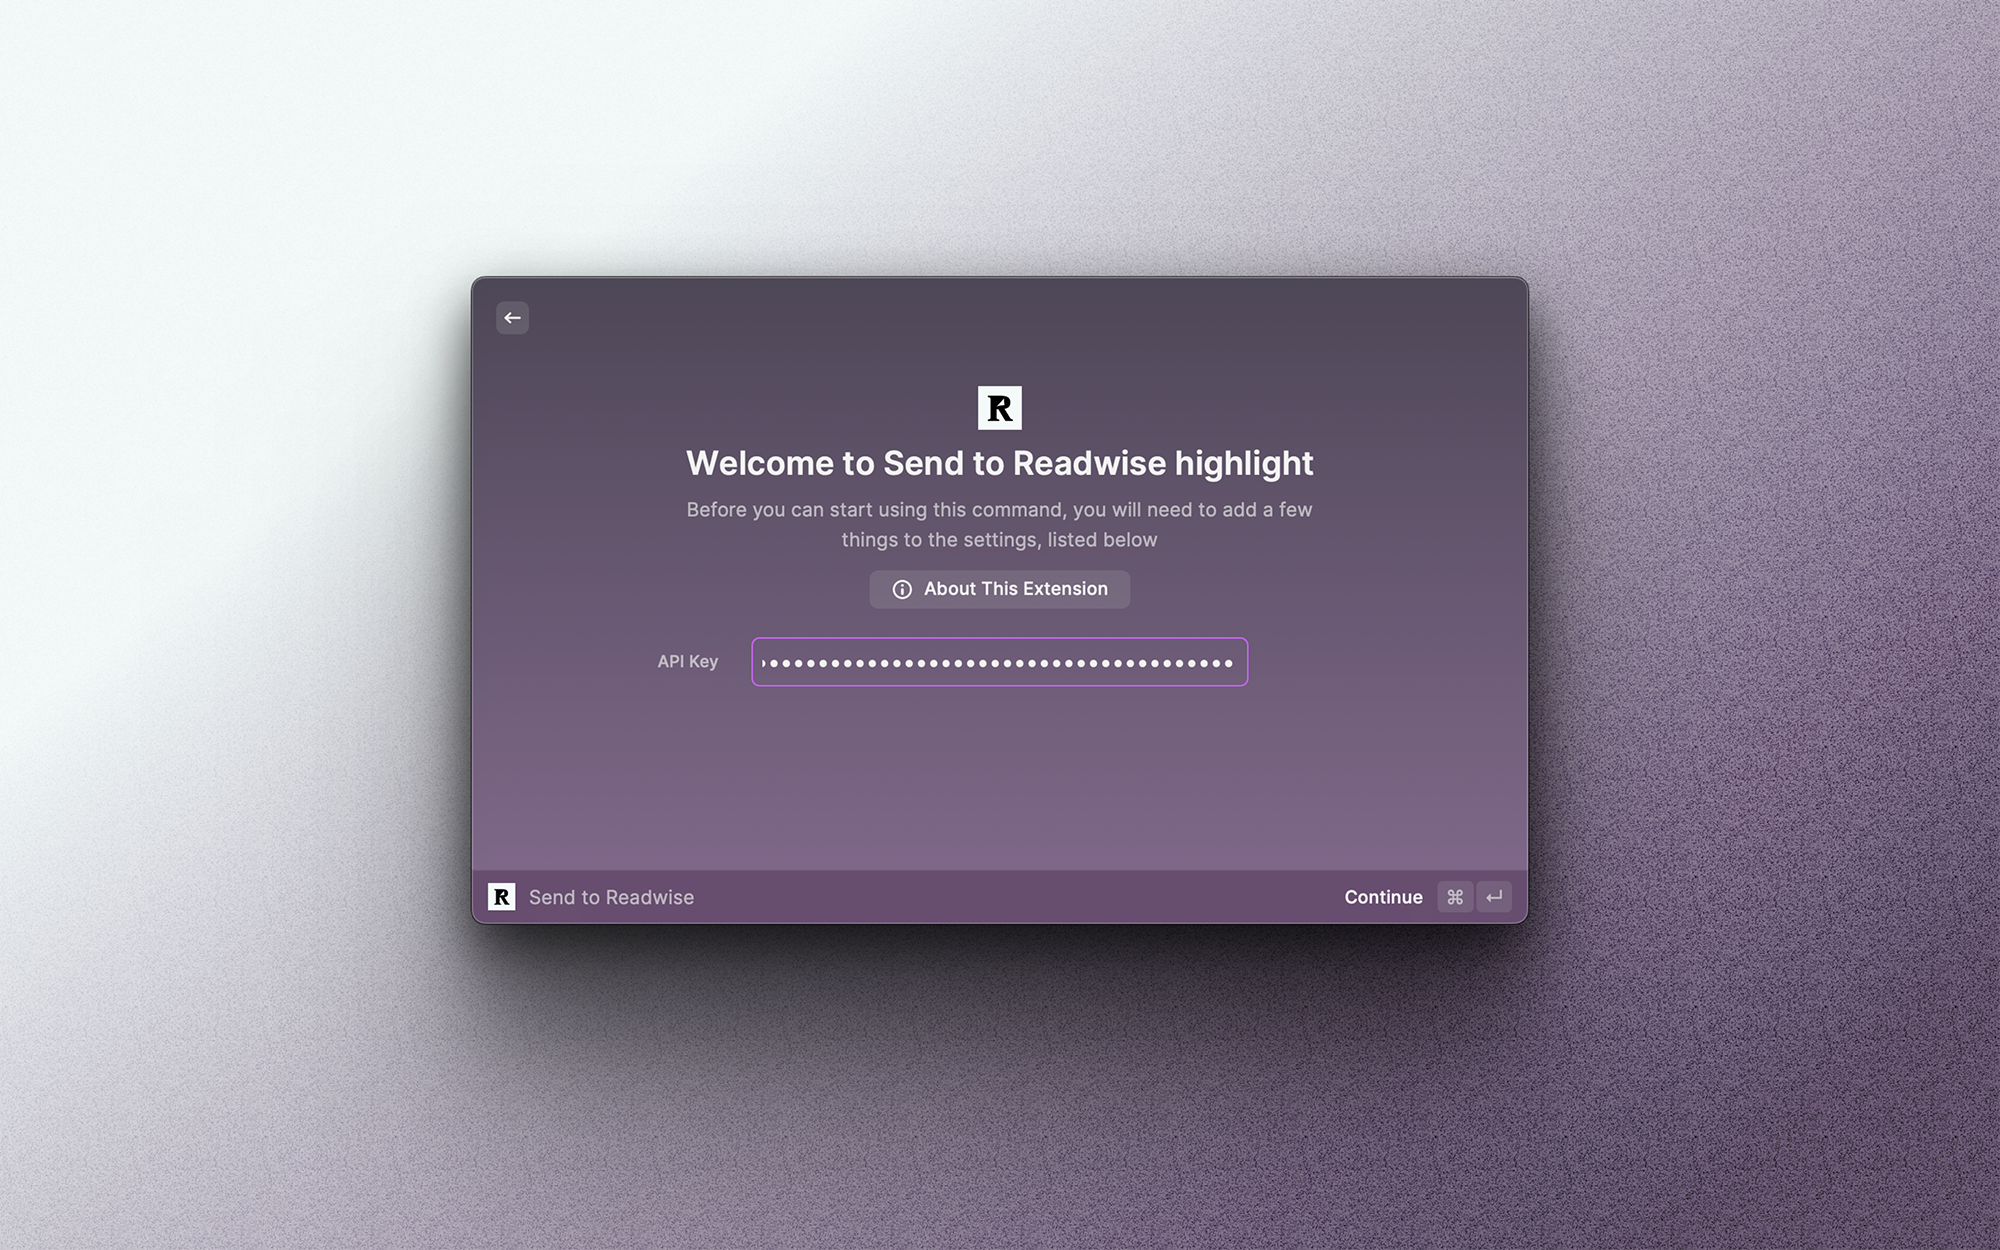 R
Welcome to Send to Readwise highlight
Before you can start using this command, you will need to add a few
things to the settings, listed below
About This Extension
API Key
R Send to Readwise
Continue ⌘ ↵